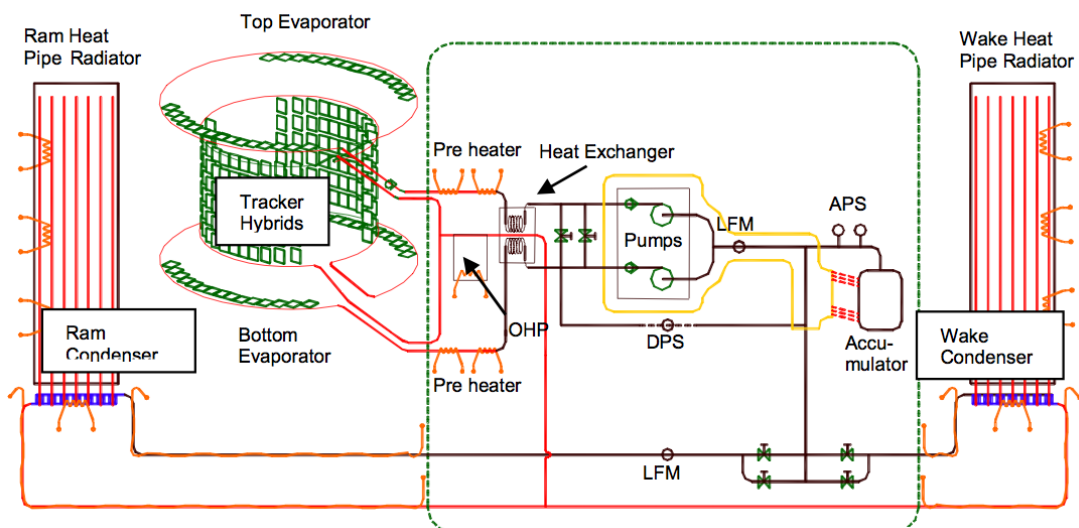 Top Evaporator
Ram Heat
Pipe Radiator
Wake Heat
Pipe Radiator
Pre heater
Heat Exchanger
Tracker
Hybrids
Pumps
LFM
APS
OHP
DPS
Ram
Condenser
Bottom
Evaporator
Accu-
mulator
Wake
Condenser
Pre heater
LFM